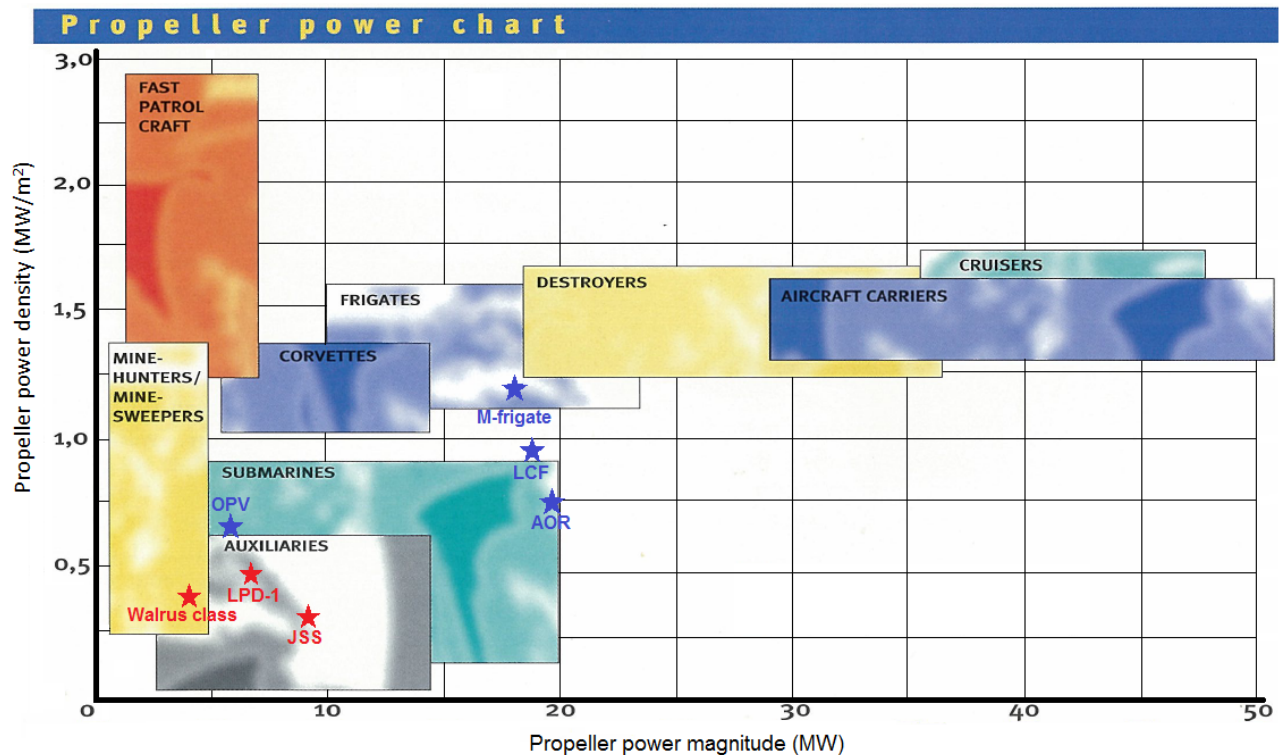 Propeller power chart
3,0
FAST
PATROL
CRAFT
2,0
CRUISERS
DESTROYERS
AIRCRAFT CARRIERS
FRIGATES
1,5
MINE-
HUNTERS/
MINE-
SWEEPERS
CORVETTES
M-frigate
1,0
SUBMARINES
LCF
OPV
AOR
AUXILIARIES
0,5
LPD-1
Walrus class
JSS
0
10
20
30
40
50
Propeller power density (MW/m²)
Propeller power magnitude (MW)